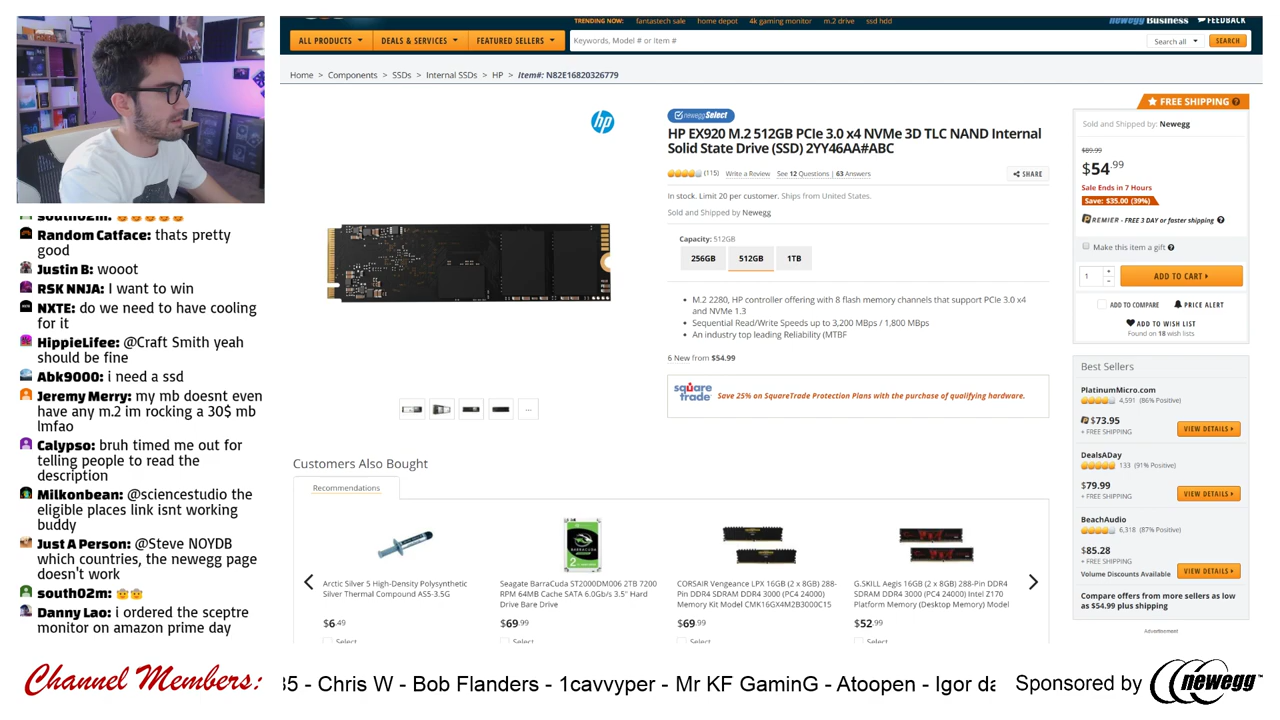 TRENDING NOW: fantastech sale home depot 4k gaming monitor m.2 drive ssd hdd
newegg Business FEEDBACK
ALL PRODUCTS DEALS & SERVICES FEATURED SELLERS Keywords, Model # or Item # Search all SEARCH
Home > Components > SSDs > Internal SSDs > HP > Item#: N82E16820326779
hp
neweggSelect
HP EX920 M.2 512GB PCIe 3.0 x4 NVMe 3D TLC NAND Internal
Solid State Drive (SSD) 2YY46AA#ABC
(115) Write a Review See 12 Questions | 63 Answers SHARE
In stock. Limit 20 per customer. Ships from United States.
Sold and Shipped by Newegg
Capacity: 512GB
256GB 512GB 1TB
M.2 2280, HP controller offering with 8 flash memory channels that support PCIe 3.0 x4
and NVMe 1.3
Sequential Read/Write Speeds up to 3,200 MBps / 1,800 MBps
An industry top leading Reliability (MTBF
6 New from $54.99
square
trade
Save 25% on SquareTrade Protection Plans with the purchase of qualifying hardware.
FREE SHIPPING
Sold and Shipped by: Newegg
$89.99
$54.99
Sale Ends in 7 Hours
Save: $35.00 (39%)
PREMIER - FREE 3 DAY or faster shipping
Make this item a gift
1 ADD TO CART
ADD TO COMPARE PRICE ALERT
ADD TO WISH LIST
Found on 18 wish lists
Best Sellers
PlatinumMicro.com
4,591 (86% Positive)
$73.95
+ FREE SHIPPING
VIEW DETAILS
DealsADay
133 (91% Positive)
$79.99
+ FREE SHIPPING
VIEW DETAILS
BeachAudio
6,318 (87% Positive)
$85.28
+ FREE SHIPPING
VIEW DETAILS
Volume Discounts Available
Compare offers from more sellers as low
as $54.99 plus shipping
Advertisement
Customers Also Bought
Recommendations
Arctic Silver 5 High-Density Polysynthetic
Silver Thermal Compound AS5-3.5G
$6.49
Select
Seagate BarraCuda ST2000DM006 2TB 7200
RPM 64MB Cache SATA 6.0Gb/s 3.5" Hard
Drive Bare Drive
$69.99
Select
CORSAIR Vengeance LPX 16GB (2 x 8GB) 288-
Pin DDR4 SDRAM DDR4 3000 (PC4 24000)
Memory Kit Model CMK16GX4M2B3000C15
$69.99
Select
G.SKILL Aegis 16GB (2 x 8GB) 288-Pin DDR4
SDRAM DDR4 3000 (PC4 24000) Intel Z170
Platform Memory (Desktop Memory) Model
$52.99
Select
south02m:
Random Catface: thats pretty
good
Justin B: wooot
RSK NNJA: I want to win
NXTE: do we need to have cooling
for it
HippieLifee: @Craft Smith yeah
should be fine
Abk9000: i need a ssd
Jeremy Merry: my mb doesnt even
have any m.2 im rocking a 30$ mb
lmfao
Calypso: bruh timed me out for
telling people to read the
description
Milkonbean: @sciencestudio the
eligible places link isnt working
buddy
Just A Person: @Steve NOYDB
which countries, the newegg page
doesn't work
south02m:
Danny Lao: i ordered the sceptre
monitor on amazon prime day
Channel Members: 35 - Chris W - Bob Flanders - 1cavvyper - Mr KF GaminG - Atoopen - Igor da
Sponsored by newegg